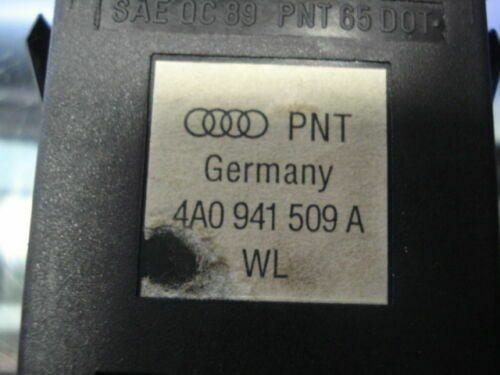 SAE QC 89 PNT 65 DOT
PNT
Germany
4A0 941 509 A
WL